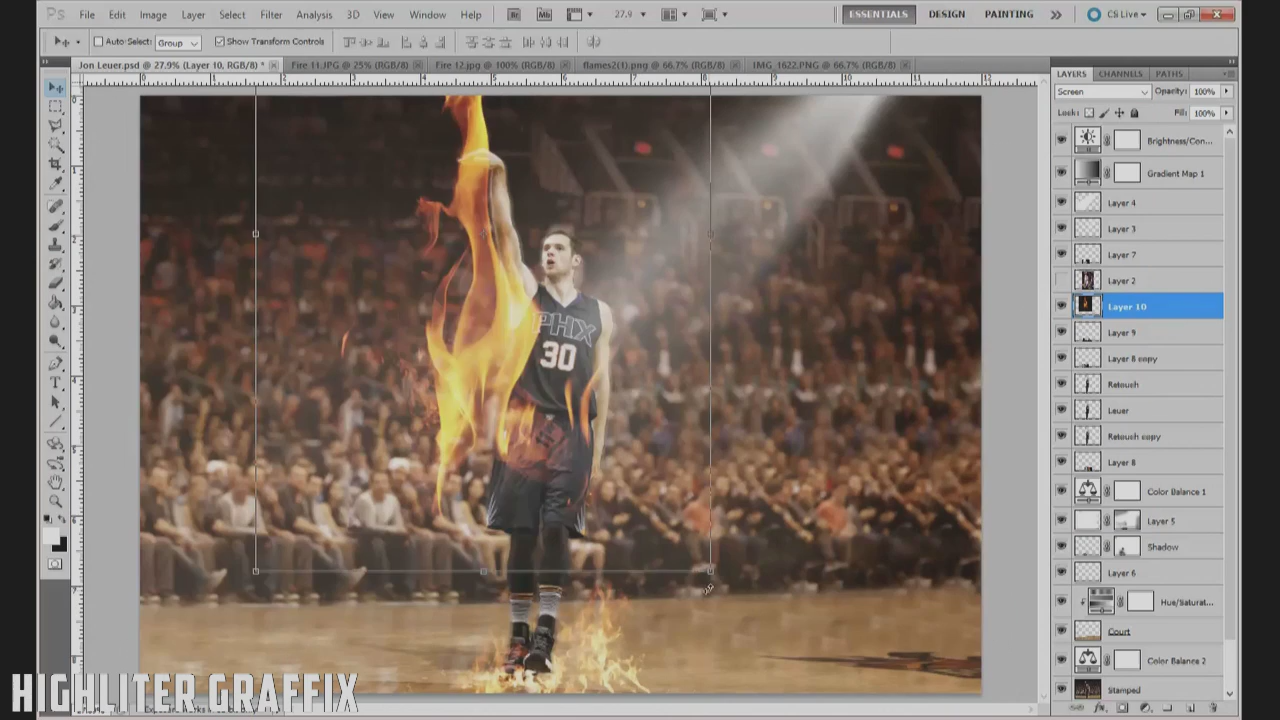 Ps File Edit Image Layer Select Filter Analysis 3D View Window Help Br Mb 27.9 ESSENTIALS DESIGN PAINTING CS Live
Auto-Select: Group Show Transform Controls
Jon Leuer.psd @ 27.9% (Layer 10, RGB/8) * Fire 11.JPG @ 25% (RGB/8) Fire 12.jpg @ 100% (RGB/8) flames2(1).png @ 66.7% (RGB/8) IMG_1622.PNG @ 66.7% (RGB/8)
LAYERS CHANNELS PATHS
Screen Opacity: 100%
Lock: Fill: 100%
Brightness/Con...
Gradient Map 1
Layer 4
Layer 3
Layer 7
Layer 2
Layer 10
Layer 9
Layer 8 copy
Retouch
Leuer
Retouch copy
Layer 8
Color Balance 1
Layer 5
Shadow
Layer 6
Hue/Saturat...
Court
Color Balance 2
Stamped
PHX
30
HIGHLITER GRAFFIX